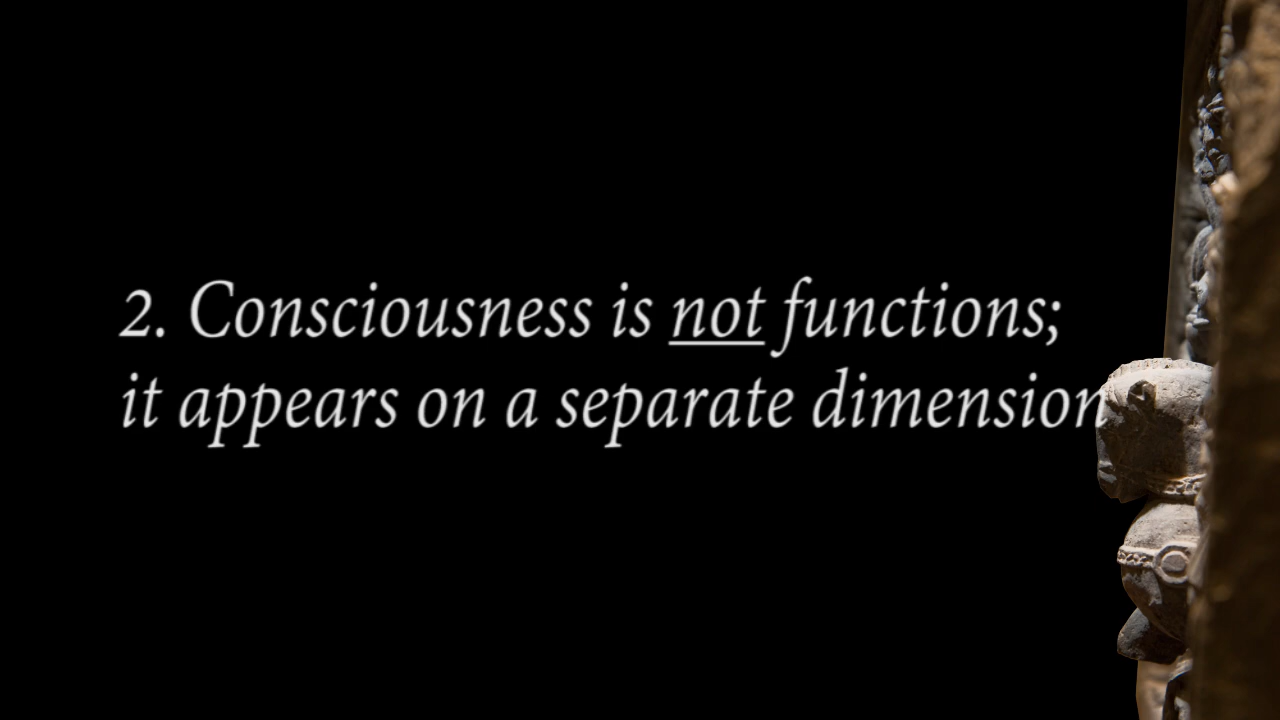 2. Consciousness is not functions;
it appears on a separate dimension